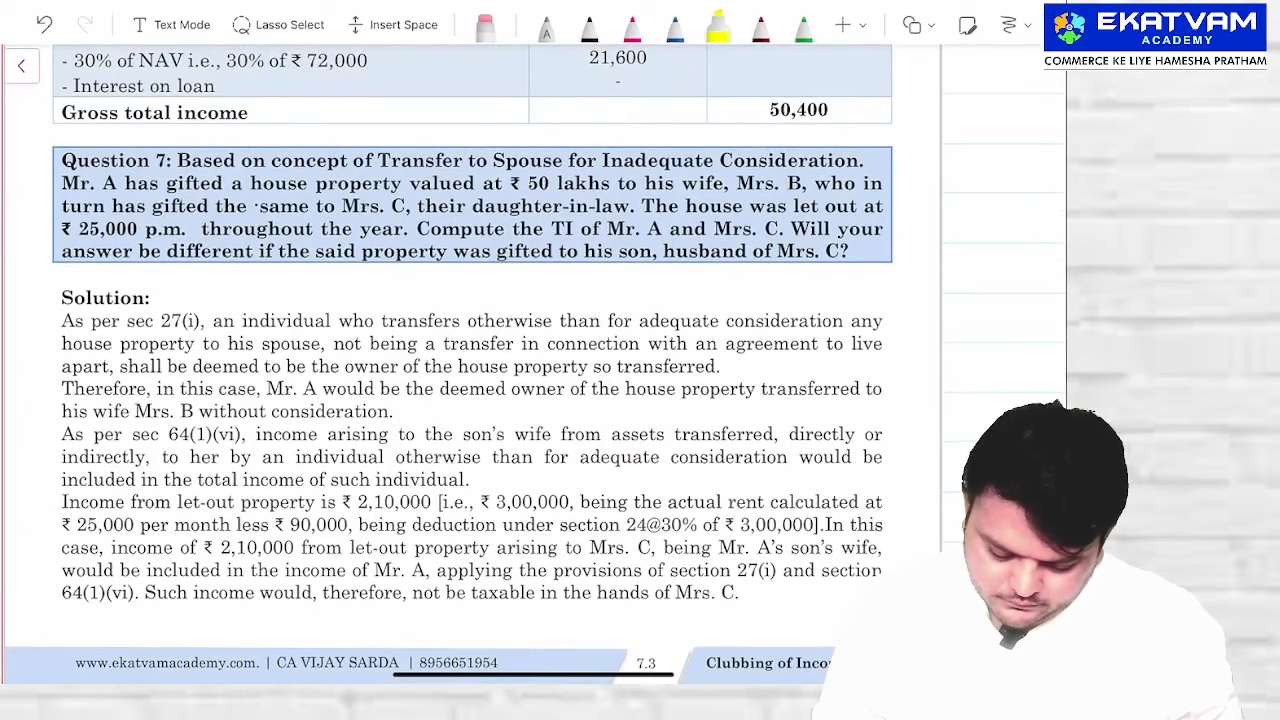 Text Mode
Lasso Select
Insert Space
EKATVAM
ACADEMY
COMMERCE KE LIYE HAMESHA PRATHAM
- 30% of NAV i.e., 30% of ₹ 72,000 21,600
- Interest on loan -
Gross total income 50,400
Question 7: Based on concept of Transfer to Spouse for Inadequate Consideration.
Mr. A has gifted a house property valued at ₹ 50 lakhs to his wife, Mrs. B, who in
turn has gifted the same to Mrs. C, their daughter-in-law. The house was let out at
₹ 25,000 p.m. throughout the year. Compute the TI of Mr. A and Mrs. C. Will your
answer be different if the said property was gifted to his son, husband of Mrs. C?
Solution:
As per sec 27(i), an individual who transfers otherwise than for adequate consideration any
house property to his spouse, not being a transfer in connection with an agreement to live
apart, shall be deemed to be the owner of the house property so transferred.
Therefore, in this case, Mr. A would be the deemed owner of the house property transferred to
his wife Mrs. B without consideration.
As per sec 64(1)(vi), income arising to the son's wife from assets transferred, directly or
indirectly, to her by an individual otherwise than for adequate consideration would be
included in the total income of such individual.
Income from let-out property is ₹ 2,10,000 [i.e., ₹ 3,00,000, being the actual rent calculated at
₹ 25,000 per month less ₹ 90,000, being deduction under section 24@30% of ₹ 3,00,000].In this
case, income of ₹ 2,10,000 from let-out property arising to Mrs. C, being Mr. A's son's wife,
would be included in the income of Mr. A, applying the provisions of section 27(i) and section
64(1)(vi). Such income would, therefore, not be taxable in the hands of Mrs. C.
www.ekatvamacademy.com. | CA VIJAY SARDA | 8956651954 7.3 Clubbing of Inco